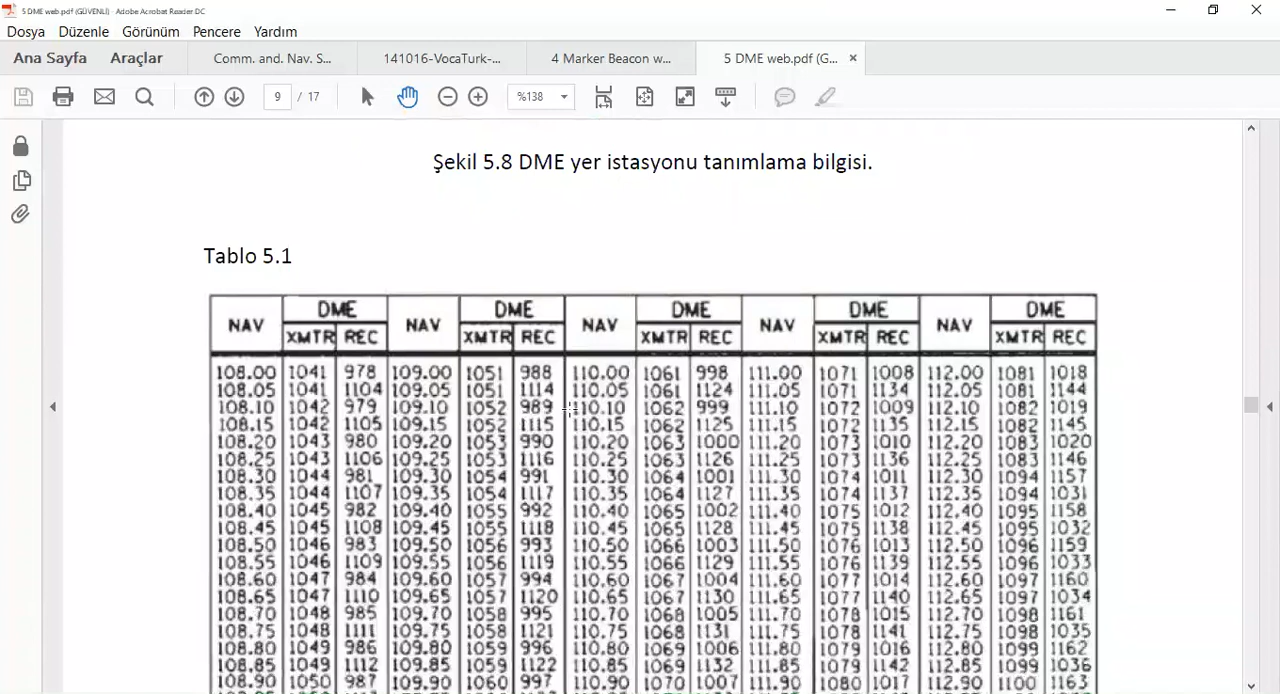 5 DME web.pdf (GÜVENLİ) - Adobe Acrobat Reader DC
Dosya Düzenle Görünüm Pencere Yardım
Ana Sayfa Araçlar Comm. and. Nav. S... 141016-VocaTurk-... 4 Marker Beacon w... 5 DME web.pdf (G... ×
9 / 17 %138
Şekil 5.8 DME yer istasyonu tanımlama bilgisi.
Tablo 5.1
NAV DME NAV DME NAV DME NAV DME NAV DME
XMTR REC XMTR REC XMTR REC XMTR REC XMTR REC
108.00 1041 978 109.00 1051 988 110.00 1061 998 111.00 1071 1008 112.00 1081 1018
108.05 1041 1104 109.05 1051 1114 110.05 1061 1124 111.05 1071 1134 112.05 1081 1144
108.10 1042 979 109.10 1052 989 110.10 1062 999 111.10 1072 1009 112.10 1082 1019
108.15 1042 1105 109.15 1052 1115 110.15 1062 1125 111.15 1072 1135 112.15 1082 1145
108.20 1043 980 109.20 1053 990 110.20 1063 1000 111.20 1073 1010 112.20 1083 1020
108.25 1043 1106 109.25 1053 1116 110.25 1063 1126 111.25 1073 1136 112.25 1083 1146
108.30 1044 981 109.30 1054 991 110.30 1064 1001 111.30 1074 1011 112.30 1094 1157
108.35 1044 1107 109.35 1054 1117 110.35 1064 1127 111.35 1074 1137 112.35 1094 1031
108.40 1045 982 109.40 1055 992 110.40 1065 1002 111.40 1075 1012 112.40 1095 1158
108.45 1045 1108 109.45 1055 1118 110.45 1065 1128 111.45 1075 1138 112.45 1095 1032
108.50 1046 983 109.50 1056 993 110.50 1066 1003 111.50 1076 1013 112.50 1096 1159
108.55 1046 1109 109.55 1056 1119 110.55 1066 1129 111.55 1076 1139 112.55 1096 1033
108.60 1047 984 109.60 1057 994 110.60 1067 1004 111.60 1077 1014 112.60 1097 1160
108.65 1047 1110 109.65 1057 1120 110.65 1067 1130 111.65 1077 1140 112.65 1097 1034
108.70 1048 985 109.70 1058 995 110.70 1068 1005 111.70 1078 1015 112.70 1098 1161
108.75 1048 1111 109.75 1058 1121 110.75 1068 1131 111.75 1078 1141 112.75 1098 1035
108.80 1049 986 109.80 1059 996 110.80 1069 1006 111.80 1079 1016 112.80 1099 1162
108.85 1049 1112 109.85 1059 1122 110.85 1069 1132 111.85 1079 1142 112.85 1099 1036
108.90 1050 987 109.90 1060 997 110.90 1070 1007 111.90 1080 1017 112.90 1100 1163